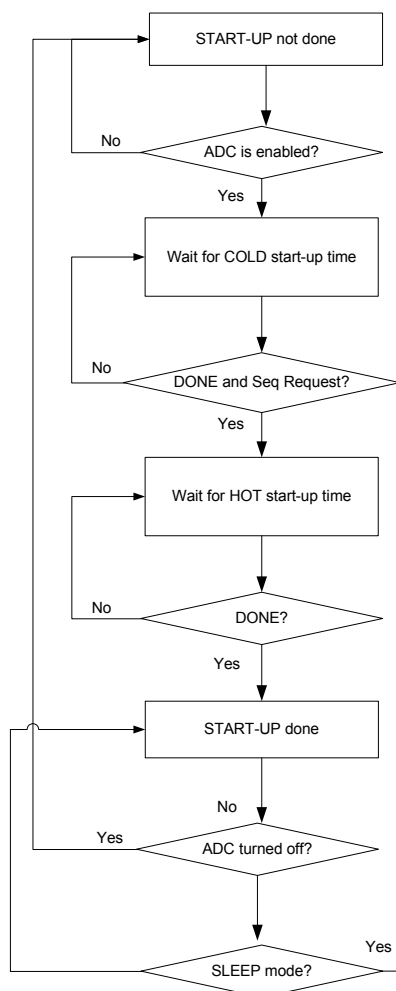 START-UP not done
No
ADC is enabled?
Yes
Wait for COLD start-up time
No
DONE and Seq Request?
Yes
Wait for HOT start-up time
No
DONE?
Yes
START-UP done
No
Yes
ADC turned off?
Yes
SLEEP mode?